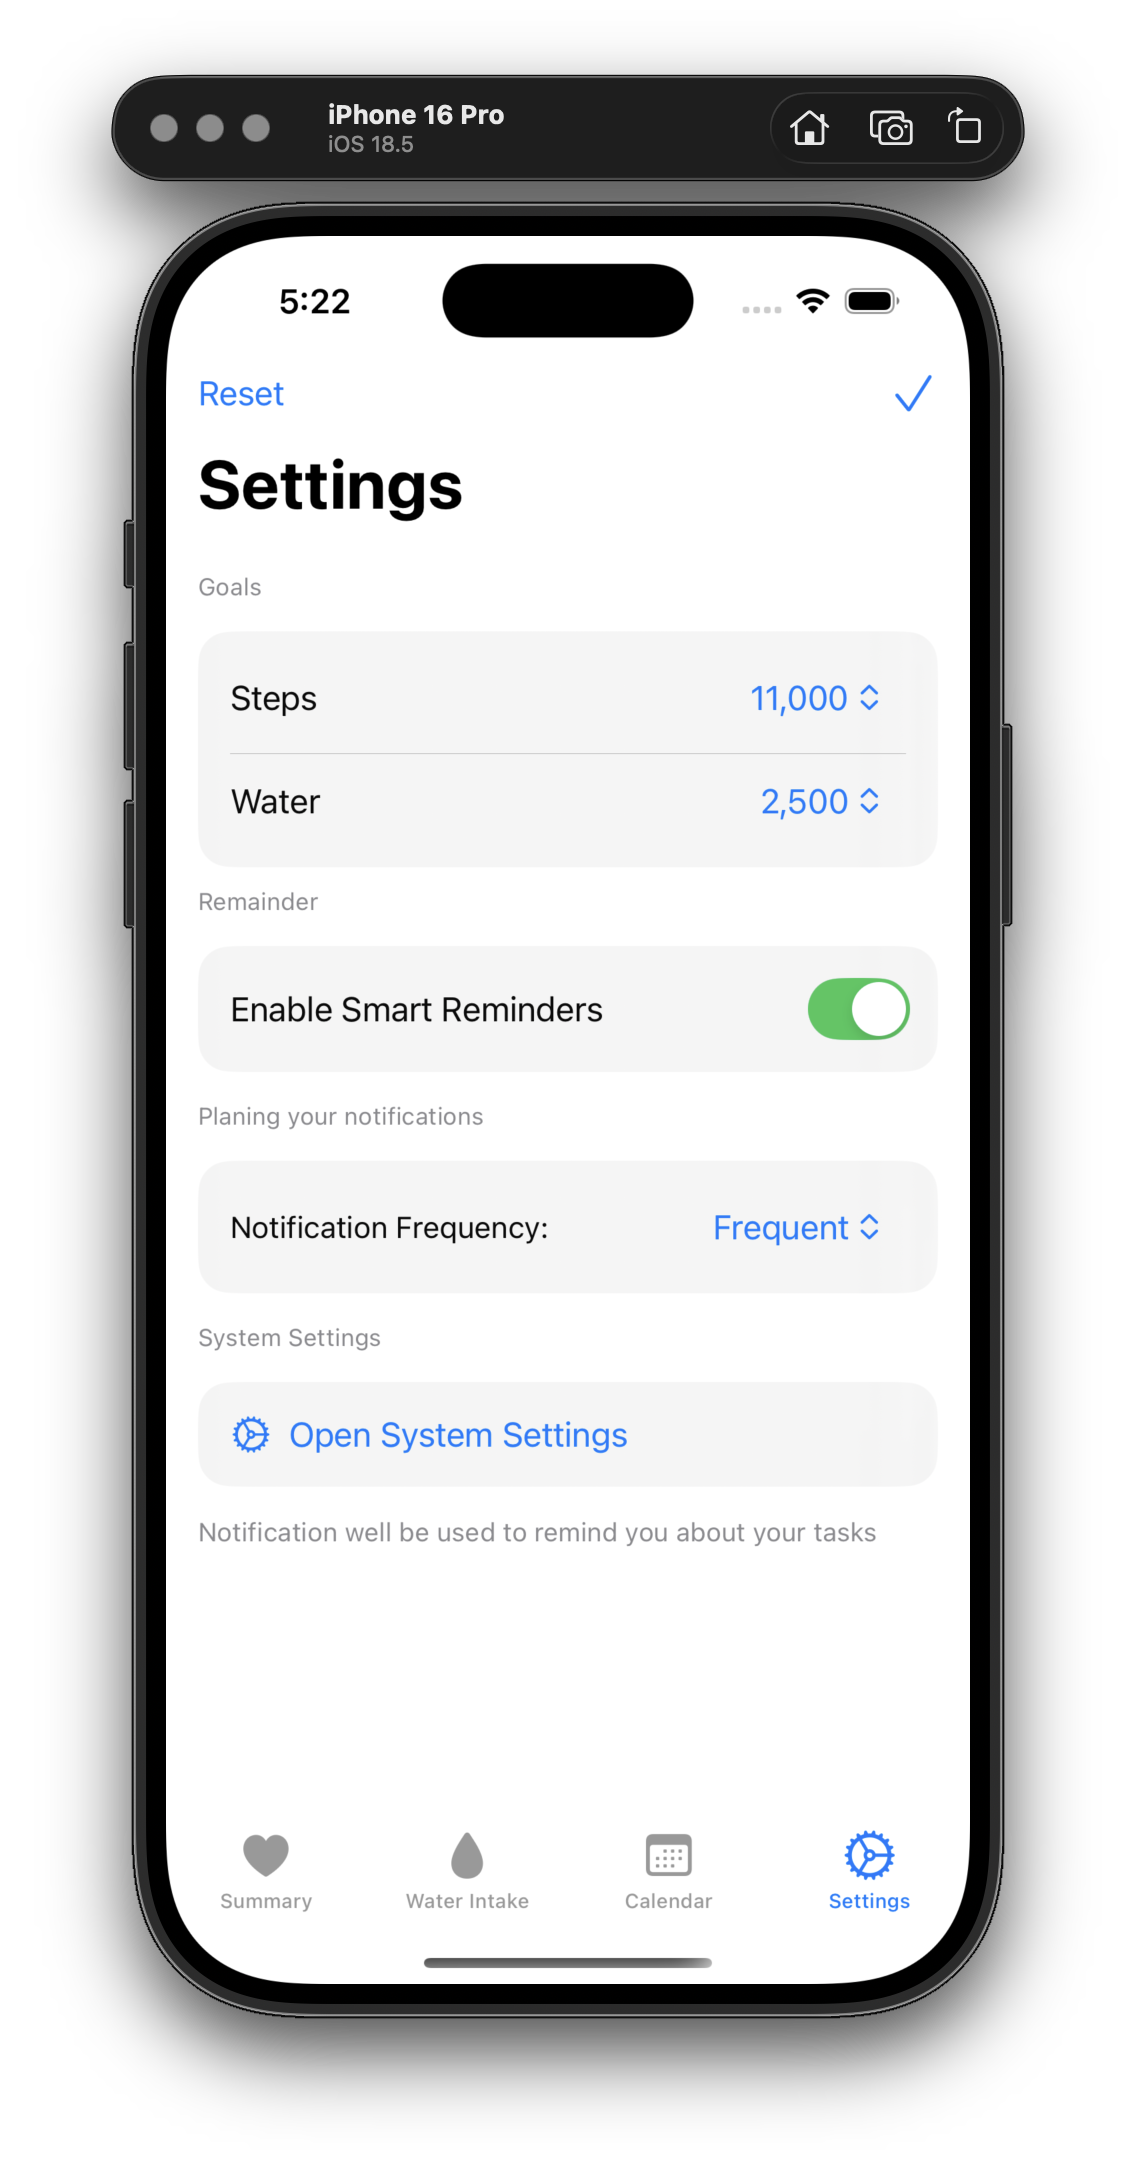 iPhone 16 Pro
iOS 18.5
5:22
Reset
Settings
Goals
Steps 11,000
Water 2,500
Remainder
Enable Smart Reminders
Planing your notifications
Notification Frequency: Frequent
System Settings
Open System Settings
Notification well be used to remind you about your tasks
Summary Water Intake Calendar Settings